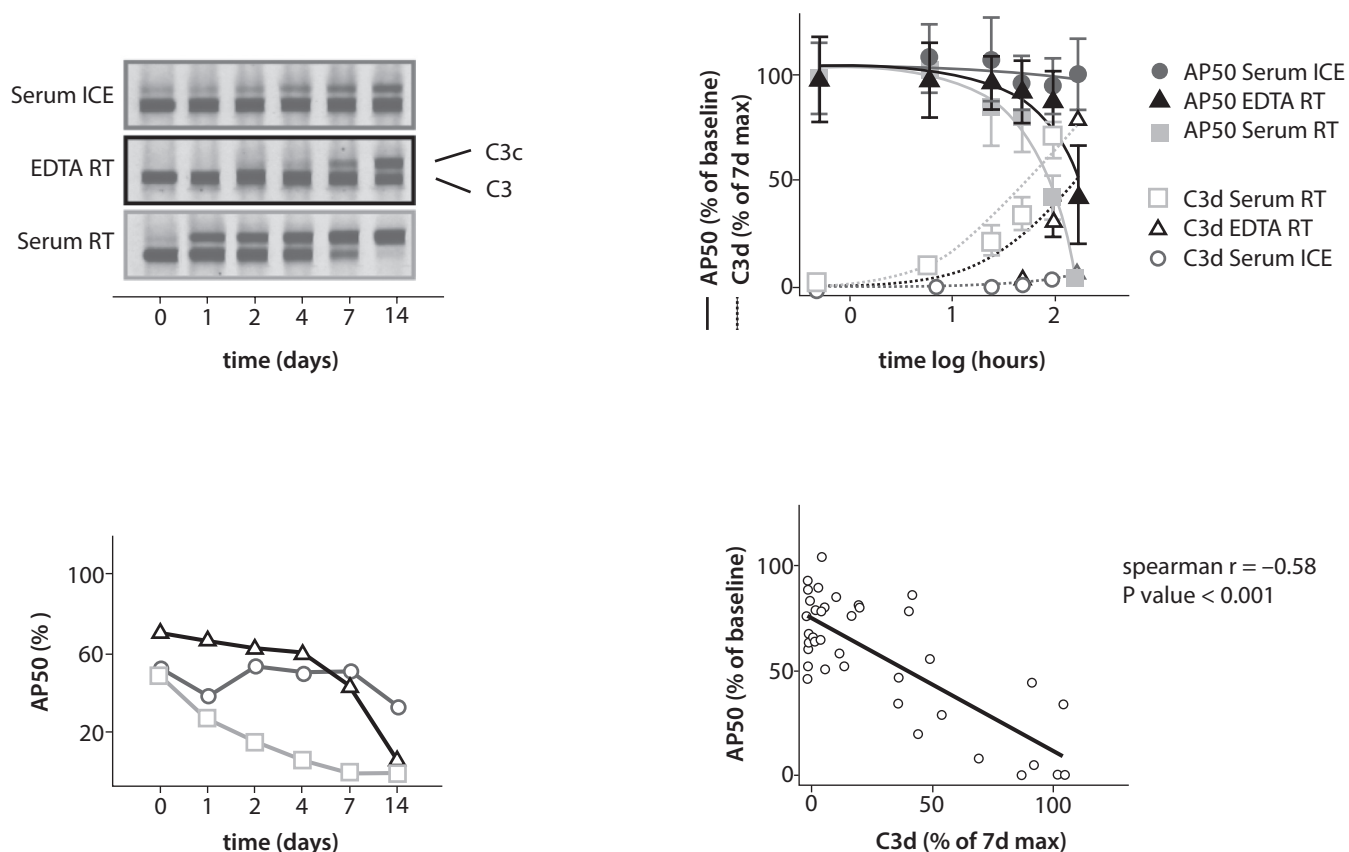 Serum ICE
EDTA RT
Serum RT
C3c
C3
0 1 2 4 7 14
time (days)
AP50 (% of baseline)
C3d (% of 7d max)
100
50
0
0 1 2
time log (hours)
AP50 Serum ICE
AP50 EDTA RT
AP50 Serum RT
C3d Serum RT
C3d EDTA RT
C3d Serum ICE
AP50 (% )
100
60
20
0 1 2 4 7 14
time (days)
AP50 (% of baseline)
100
50
0
0 50 100
C3d (% of 7d max)
spearman r = –0.58
P value < 0.001